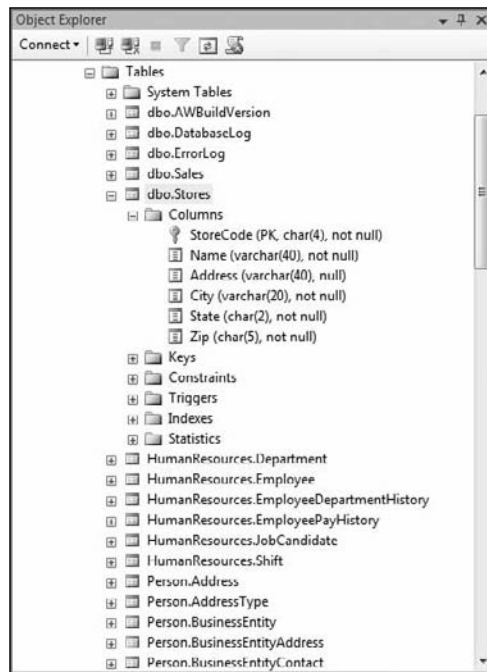 Object Explorer
Connect
Tables
System Tables
dbo.AWBuildVersion
dbo.DatabaseLog
dbo.ErrorLog
dbo.Sales
dbo.Stores
Columns
StoreCode (PK, char(4), not null)
Name (varchar(40), not null)
Address (varchar(40), null)
City (varchar(20), not null)
State (char(2), not null)
Zip (char(5), not null)
Keys
Constraints
Triggers
Indexes
Statistics
HumanResources.Department
HumanResources.Employee
HumanResources.EmployeeDepartmentHistory
HumanResources.EmployeePayHistory
HumanResources.JobCandidate
HumanResources.Shift
Person.Address
Person.AddressType
Person.BusinessEntity
Person.BusinessEntityAddress
Person.BusinessEntityContact